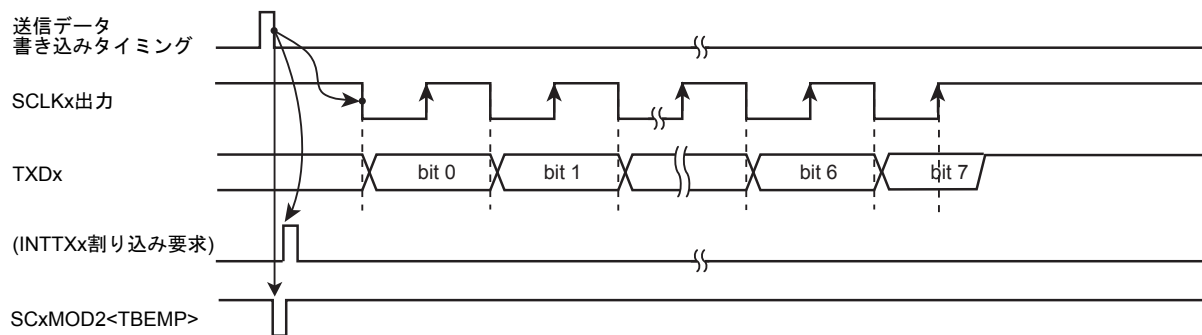 送信データ
書き込みタイミング
SCLKx出力
TXDx
bit 0
bit 1
bit 6
bit 7
(INTTXx割り込み要求)
SCxMOD2<TBEMP>